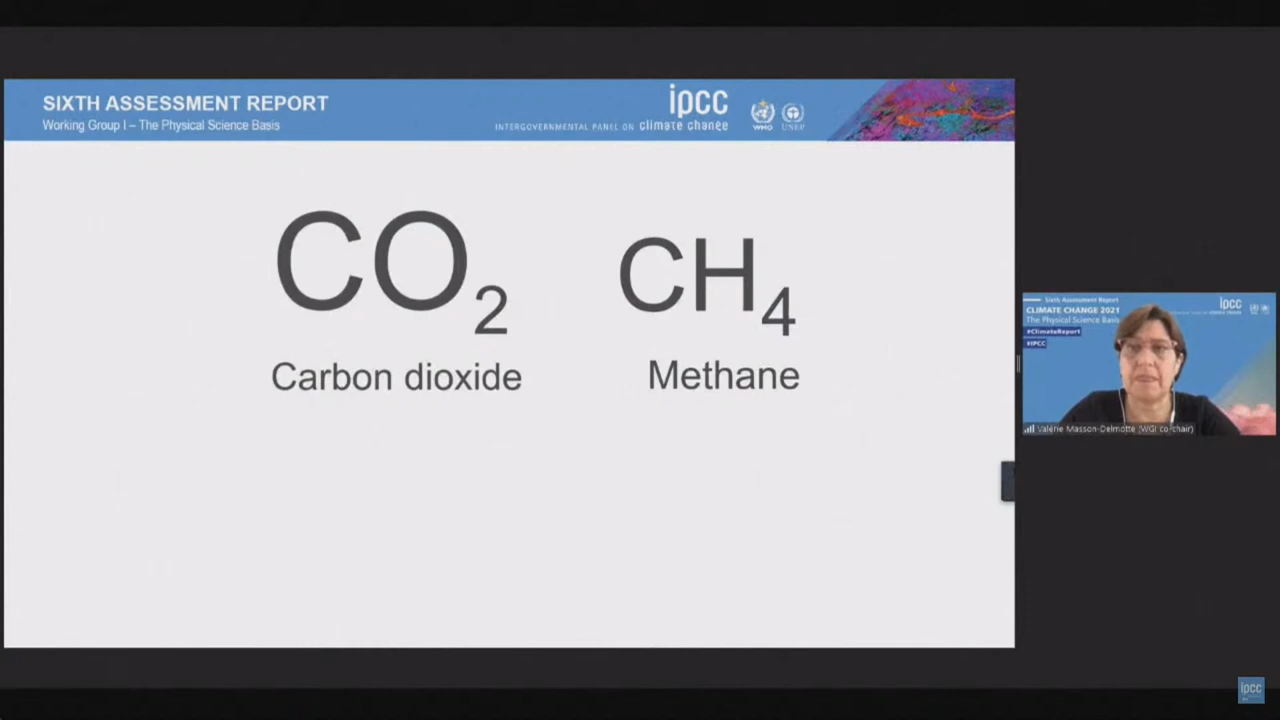 SIXTH ASSESSMENT REPORT
Working Group I – The Physical Science Basis
ipcc
INTERGOVERNMENTAL PANEL ON climate change
WMO
UNEP
CO₂
CH₄
Carbon dioxide
Methane
Sixth Assessment Report
ipcc
CLIMATE CHANGE 2021
The Physical Science Basis
#ClimateReport
#IPCC
Valérie Masson-Delmotte (WGI co-chair)
ipcc